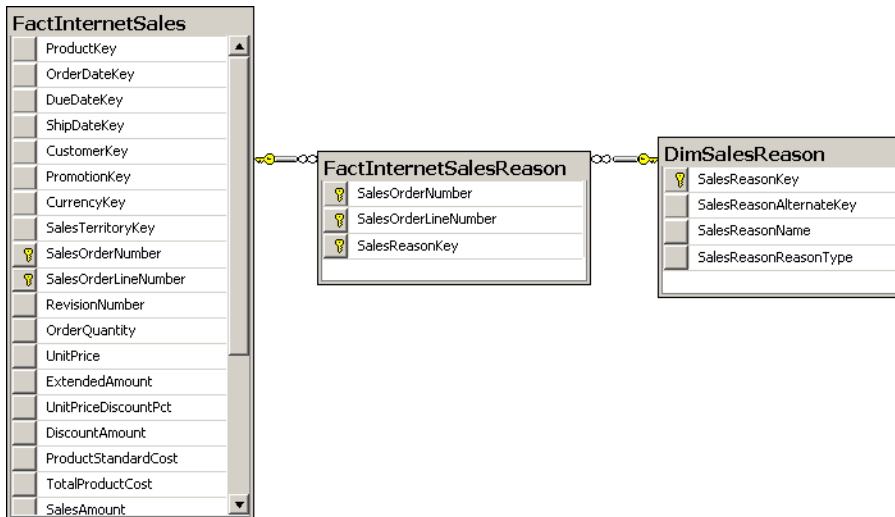 FactInternetSales
ProductKey
OrderDateKey
DueDateKey
ShipDateKey
CustomerKey
PromotionKey
CurrencyKey
SalesTerritoryKey
SalesOrderNumber
SalesOrderLineNumber
RevisionNumber
OrderQuantity
UnitPrice
ExtendedAmount
UnitPriceDiscountPct
DiscountAmount
ProductStandardCost
TotalProductCost
SalesAmount
FactInternetSalesReason
SalesOrderNumber
SalesOrderLineNumber
SalesReasonKey
DimSalesReason
SalesReasonKey
SalesReasonAlternateKey
SalesReasonName
SalesReasonReasonType